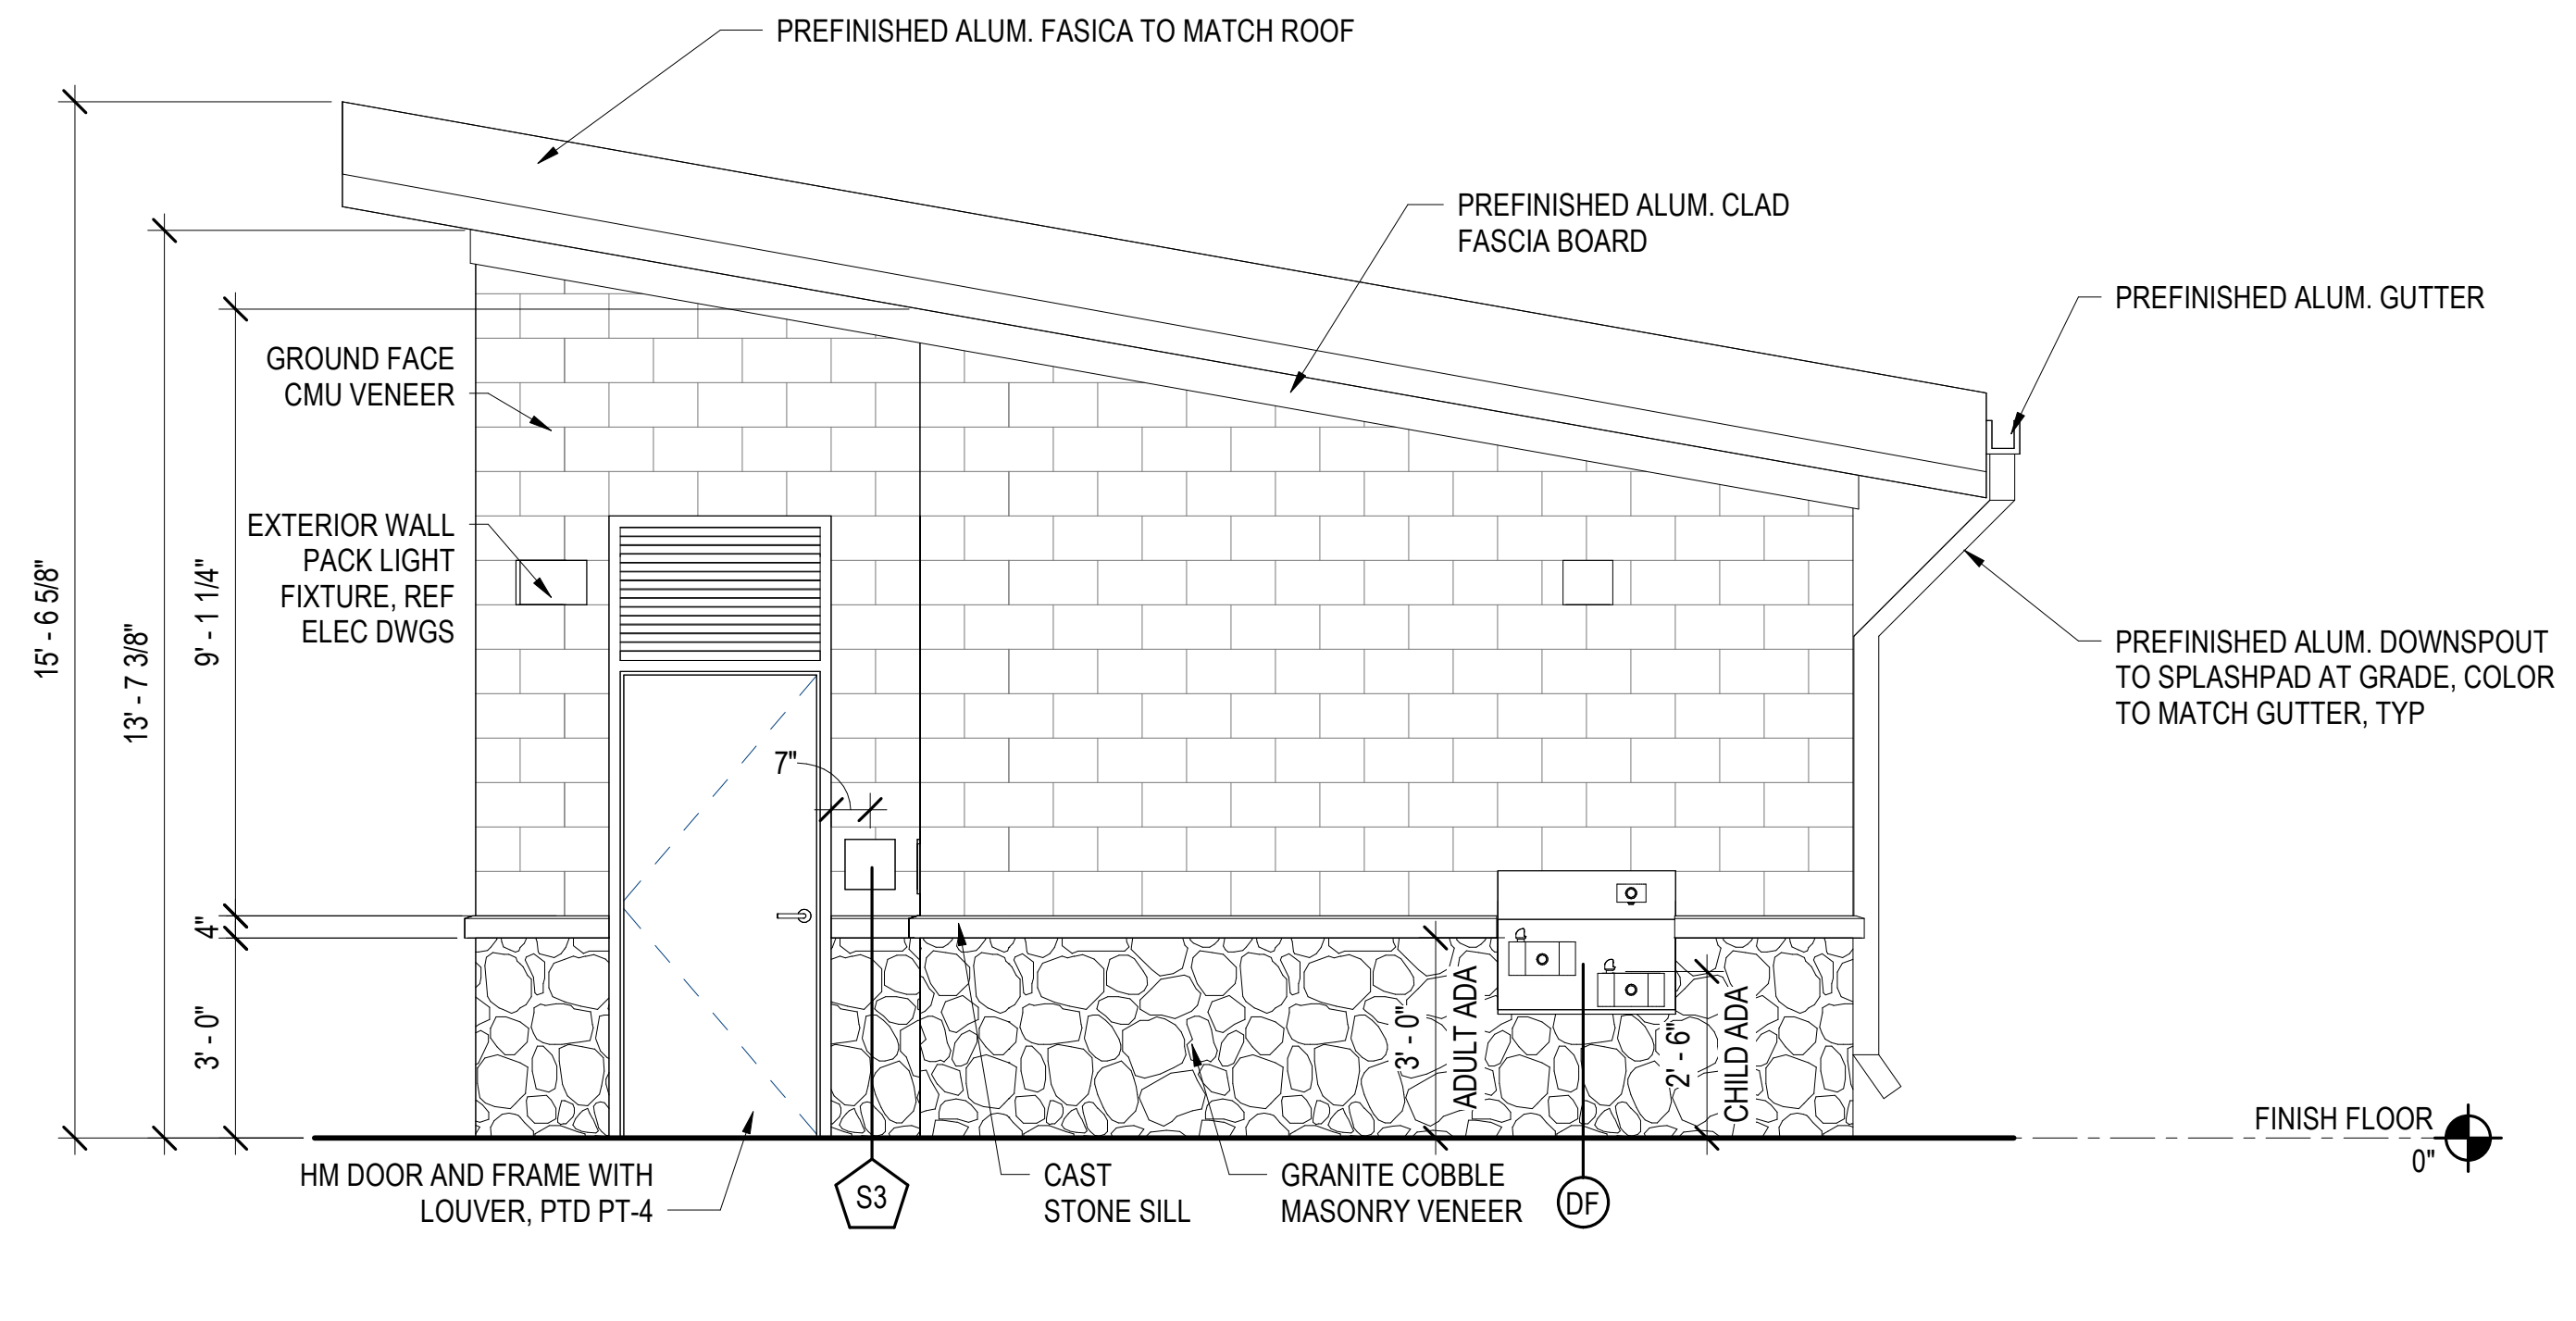 PREFINISHED ALUM. FASICA TO MATCH ROOF
PREFINISHED ALUM. CLAD
FASCIA BOARD
PREFINISHED ALUM. GUTTER
GROUND FACE
CMU VENEER
EXTERIOR WALL
PACK LIGHT
FIXTURE, REF
ELEC DWGS
15' - 6 5/8"
13' - 7 3/8"
9' - 1 1/4"
4"
3' - 0"
7"
PREFINISHED ALUM. DOWNSPOUT
TO SPLASHPAD AT GRADE, COLOR
TO MATCH GUTTER, TYP
3' - 0"
ADULT ADA
2' - 6"
CHILD ADA
FINISH FLOOR
0"
HM DOOR AND FRAME WITH
LOUVER, PTD PT-4
S3
CAST
STONE SILL
GRANITE COBBLE
MASONRY VENEER
DF